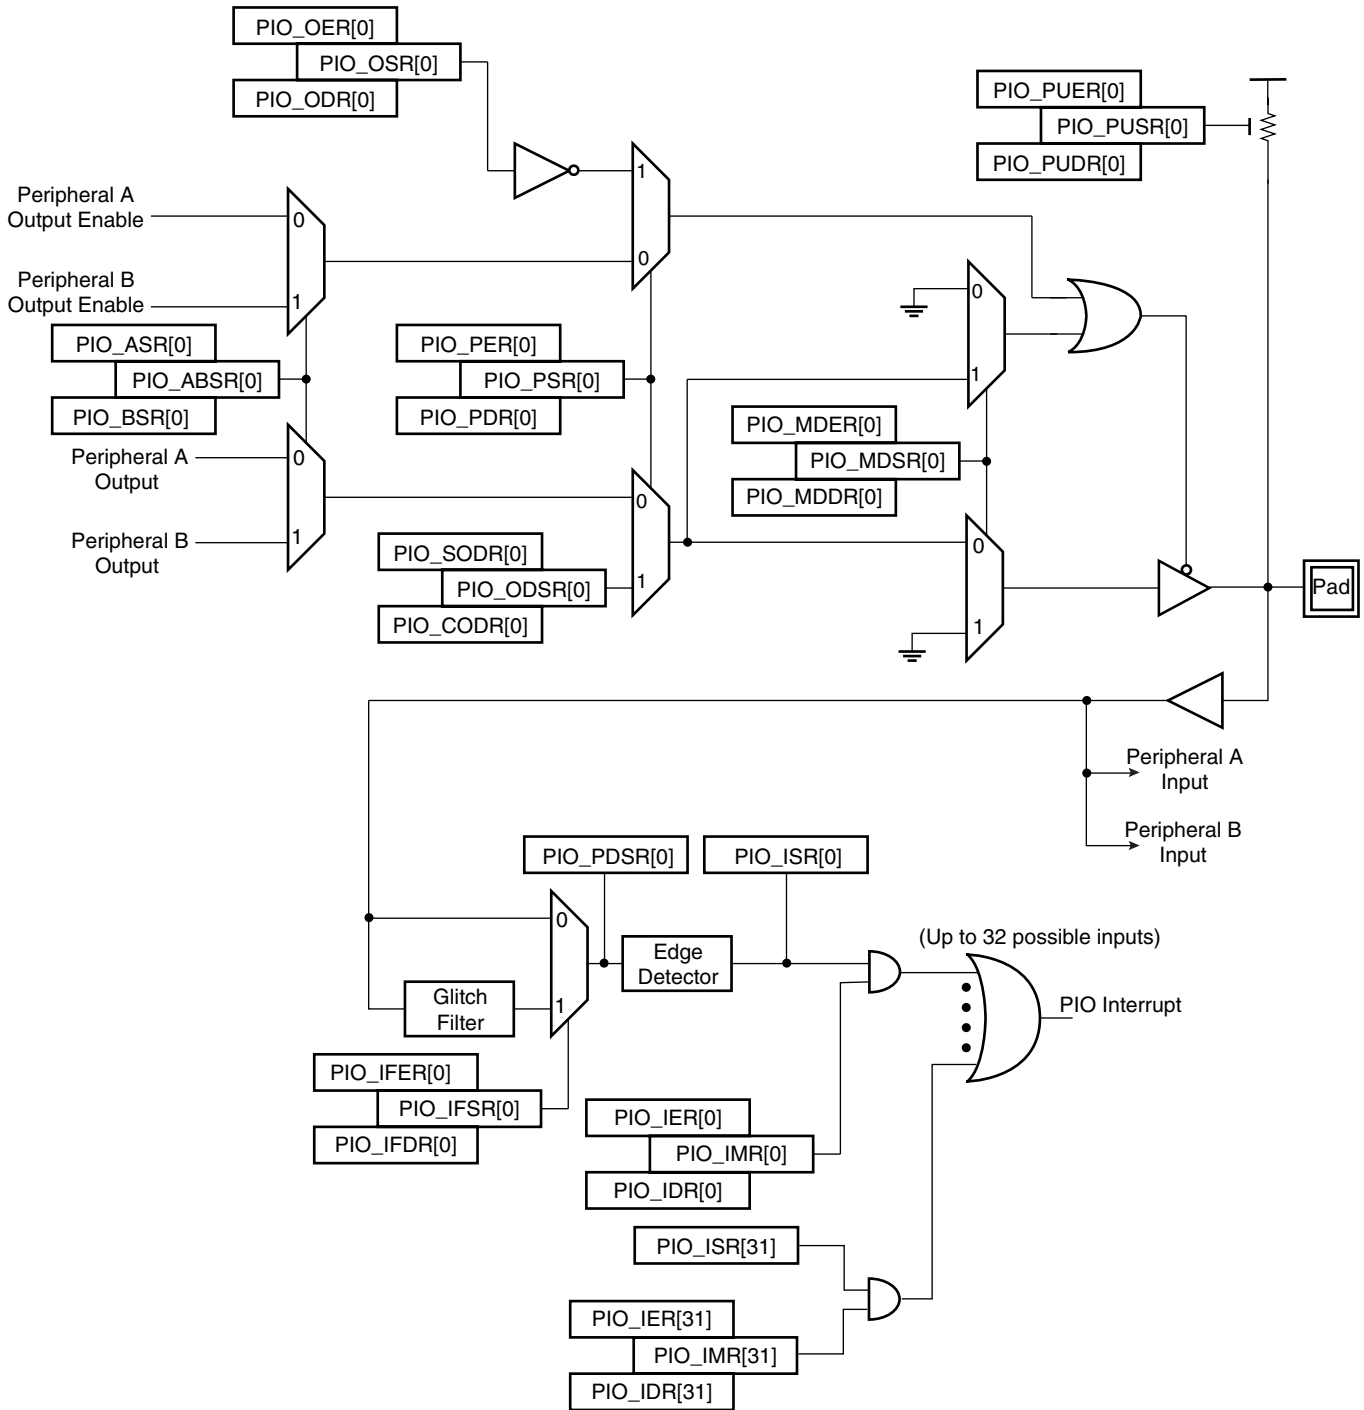 PIO_OER[0]
PIO_OSR[0]
PIO_ODR[0]
PIO_PUER[0]
PIO_PUSR[0]
PIO_PUDR[0]
1
0
Peripheral A
Output Enable
0
Peripheral B
Output Enable
1
PIO_ASR[0]
PIO_ABSR[0]
PIO_BSR[0]
PIO_PER[0]
PIO_PSR[0]
PIO_PDR[0]
0
1
PIO_MDER[0]
PIO_MDSR[0]
PIO_MDDR[0]
Peripheral A
Output
0
Peripheral B
Output
1
0
1
PIO_SODR[0]
PIO_ODSR[0]
PIO_CODR[0]
0
1
Pad
Peripheral A
Input
Peripheral B
Input
PIO_PDSR[0]
PIO_ISR[0]
0
1
Edge
Detector
Glitch
Filter
(Up to 32 possible inputs)
PIO Interrupt
PIO_IFER[0]
PIO_IFSR[0]
PIO_IFDR[0]
PIO_IER[0]
PIO_IMR[0]
PIO_IDR[0]
PIO_ISR[31]
PIO_IER[31]
PIO_IMR[31]
PIO_IDR[31]